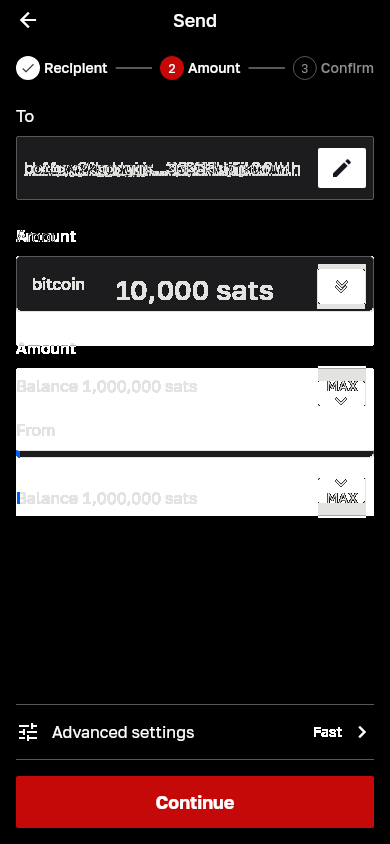 Send
Recipient 2 Amount 3 Confirm
To
Amount
bitcoin 10,000 sats
Amount
Balance 1,000,000 sats MAX
From
Balance 1,000,000 sats MAX
Advanced settings Fast
Continue